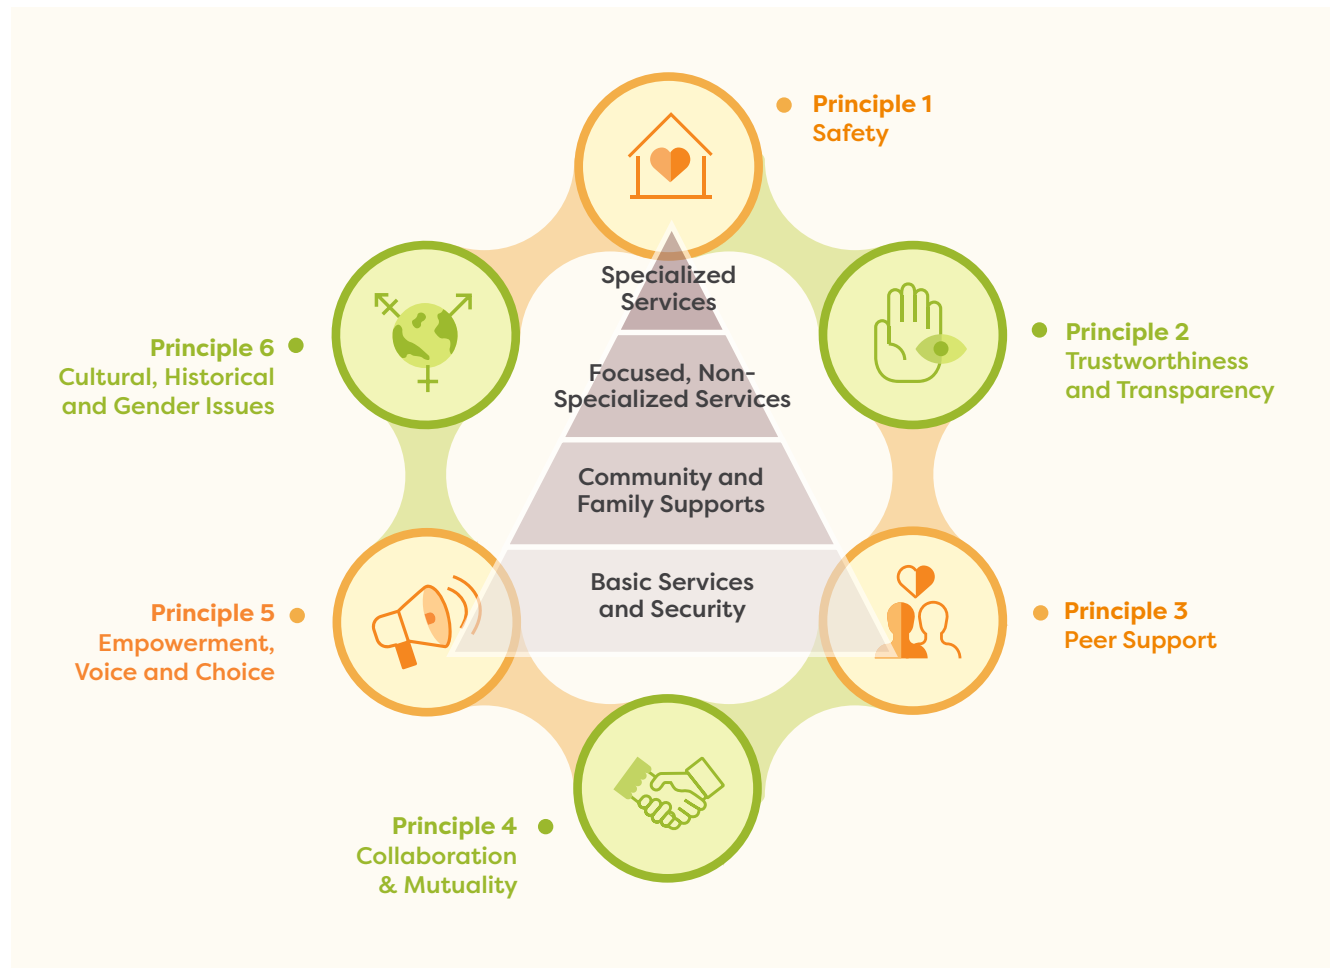 Principle 1
Safety
Principle 2
Trustworthiness
and Transparency
Principle 3
Peer Support
Principle 4
Collaboration
& Mutuality
Principle 5
Empowerment,
Voice and Choice
Principle 6
Cultural, Historical
and Gender Issues
Specialized
Services
Focused, Non-
Specialized Services
Community and
Family Supports
Basic Services
and Security